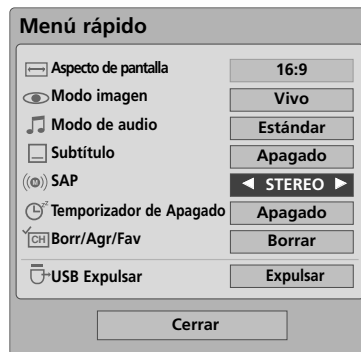 Menú rápido
Aspecto de pantalla 16:9
Modo imagen Vivo
Modo de audio Estándar
Subtítulo Apagado
SAP ◀ STEREO ▶
Temporizador de Apagado Apagado
CH Borr/Agr/Fav Borrar
USB Expulsar Expulsar
Cerrar